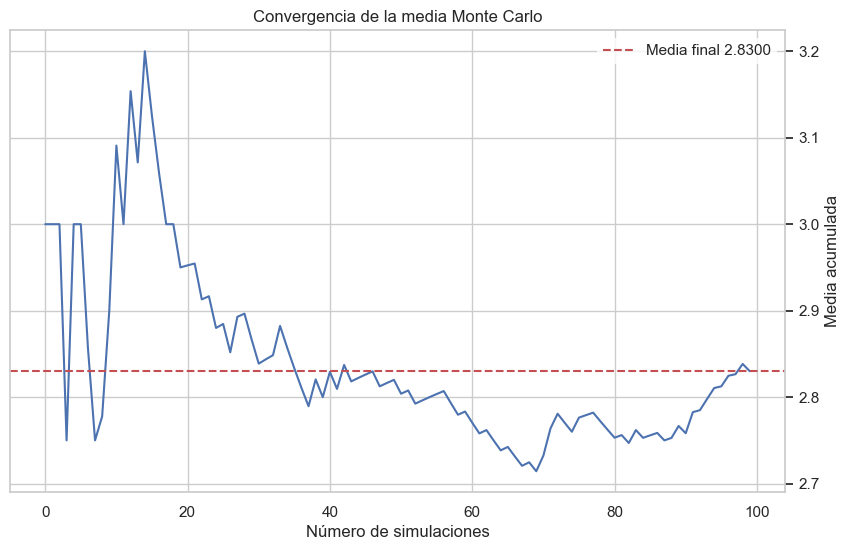 Convergencia de la media Monte Carlo
Media final 2.8300
3.2
3.1
3.0
2.9
2.8
2.7
Media acumulada
0 20 40 60 80 100
Número de simulaciones